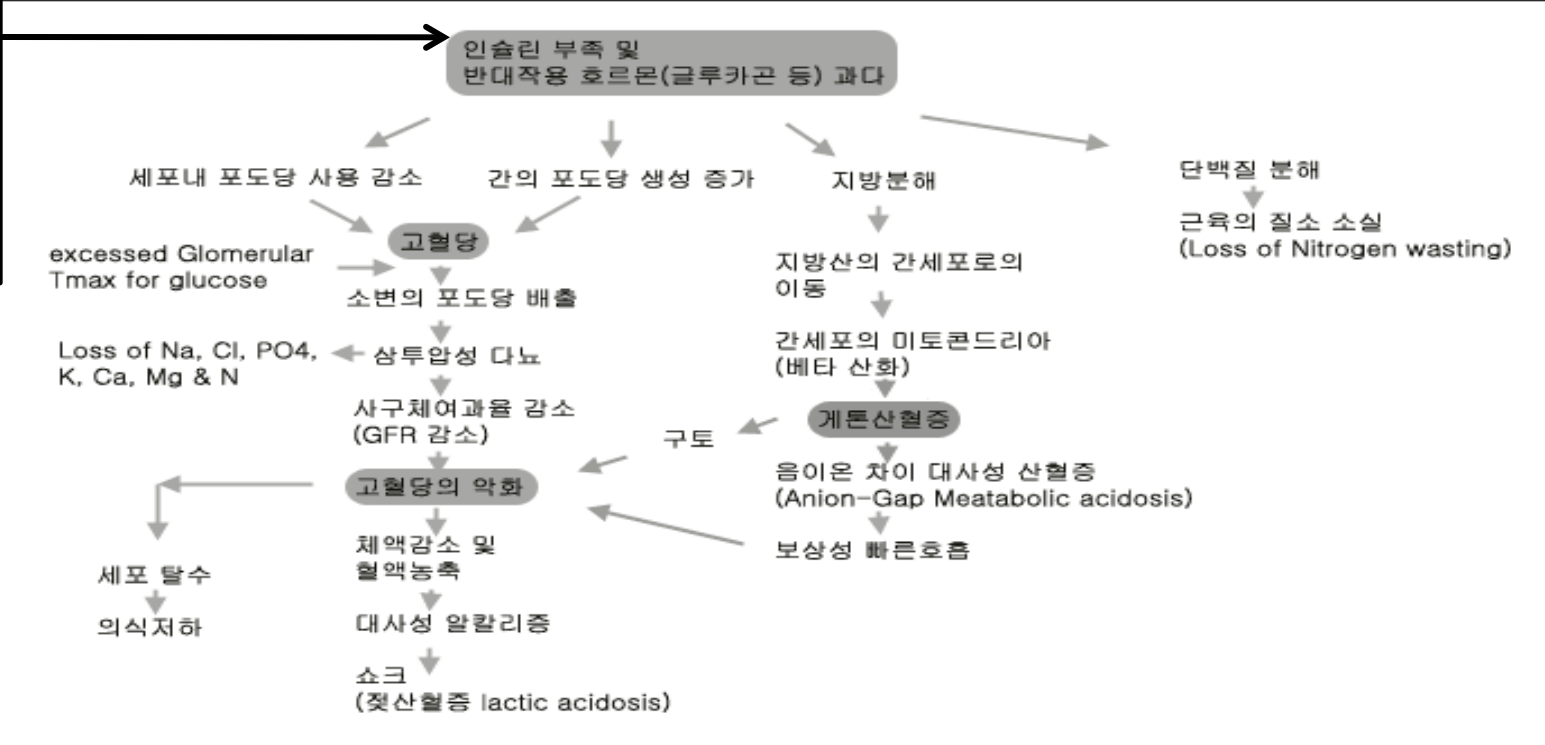 인슐린 부족 및
반대작용 호르몬(글루카곤 등) 과다
세포내 포도당 사용 감소
간의 포도당 생성 증가
지방분해
단백질 분해
근육의 질소 소실
(Loss of Nitrogen wasting)
고혈당
excessed Glomerular
Tmax for glucose
지방산의 간세포로의
이동
소변의 포도당 배출
Loss of Na, Cl, PO4,
K, Ca, Mg & N
삼투압성 다뇨
간세포의 미토콘드리아
(베타 산화)
사구체여과율 감소
(GFR 감소)
구토
게톤산혈증
고혈당의 악화
음이온 차이 대사성 산혈증
(Anion-Gap Meatabolic acidosis)
체액감소 및
혈액농축
보상성 빠른호흡
세포 탈수
의식저하
대사성 알칼리증
쇼크
(젖산혈증 lactic acidosis)